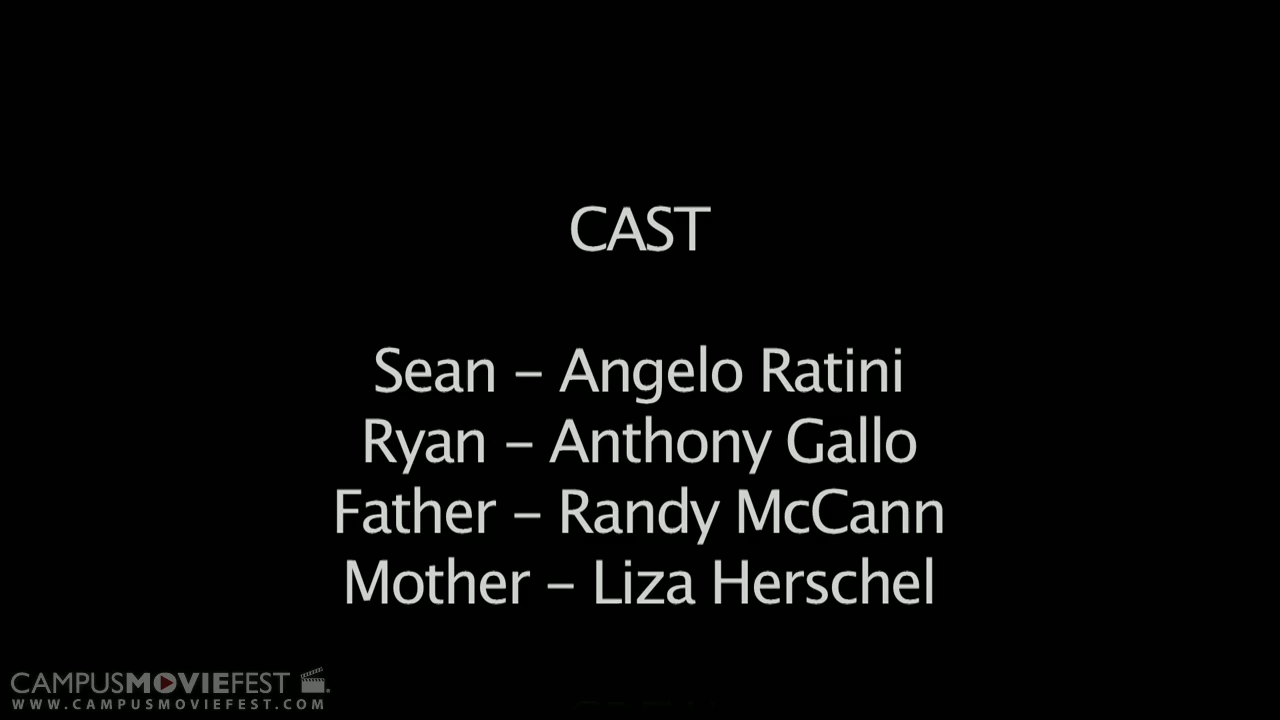 CAST
Sean – Angelo Ratini
Ryan – Anthony Gallo
Father – Randy McCann
Mother – Liza Herschel
CAMPUSMOVIEFEST
WWW.CAMPUSMOVIEFEST.COM